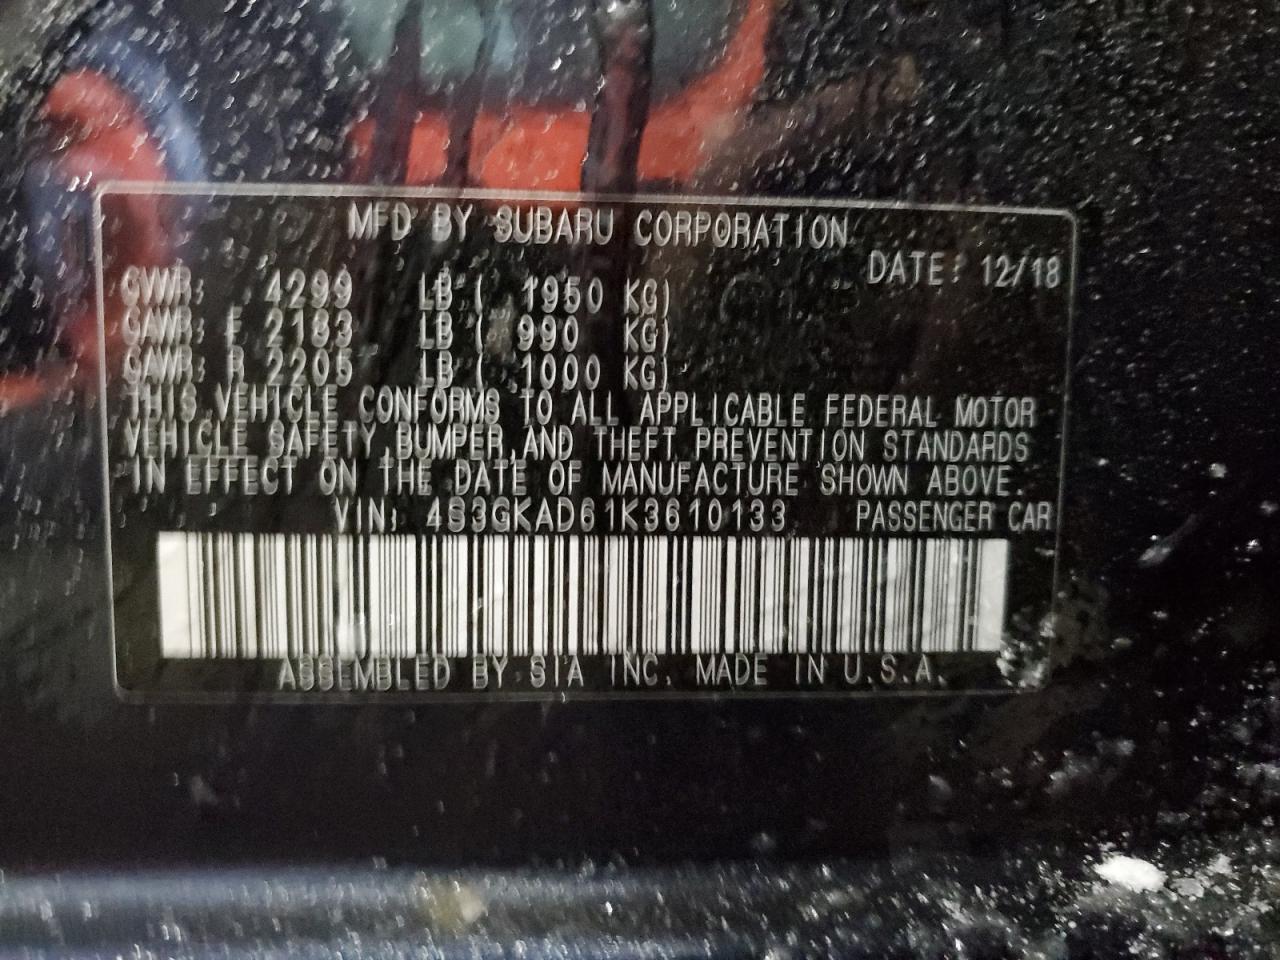 MFD BY SUBARU CORPORATION
DATE: 12/18
GVWR: 4299 LB ( 1950 KG)
GAWR: F 2183 LB ( 990 KG)
GAWR: R 2205 LB ( 1000 KG)
THIS VEHICLE CONFORMS TO ALL APPLICABLE FEDERAL MOTOR
VEHICLE SAFETY,BUMPER,AND THEFT PREVENTION STANDARDS
IN EFFECT ON THE DATE OF MANUFACTURE SHOWN ABOVE.
VIN: 4S3GKAD61K3610133 PASSENGER CAR
ASSEMBLED BY SIA INC. MADE IN U.S.A.